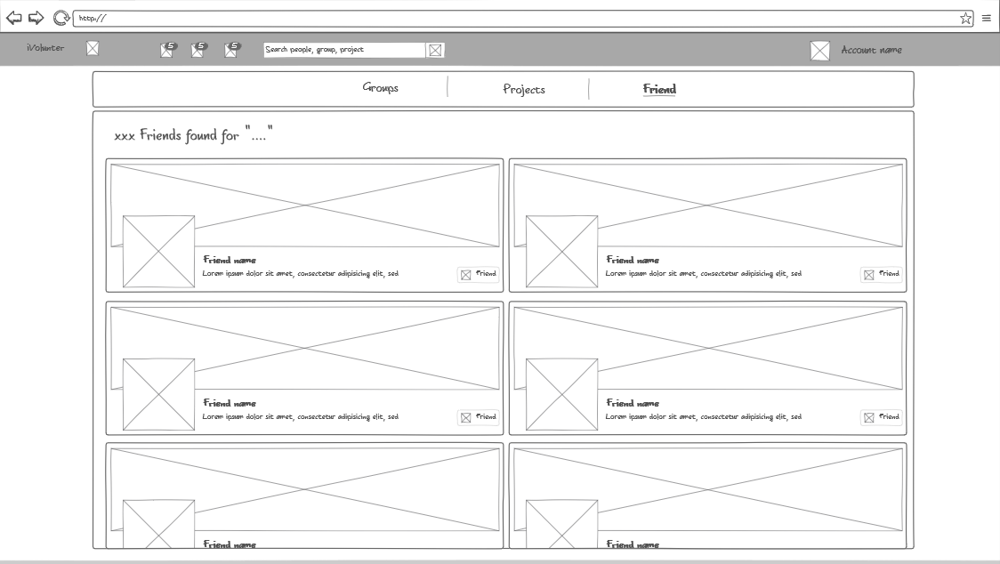 http://
iVolunter
5
5
5
Search people, group, project
Account name
Groups
Projects
Friend
xxx Friends found for "...."
Friend name
Lorem ipsum dolor sit amet, consectetur adipisicing elit, sed
Friend
Friend name
Lorem ipsum dolor sit amet, consectetur adipisicing elit, sed
Friend
Friend name
Lorem ipsum dolor sit amet, consectetur adipisicing elit, sed
Friend
Friend name
Lorem ipsum dolor sit amet, consectetur adipisicing elit, sed
Friend
Friend name
Friend name